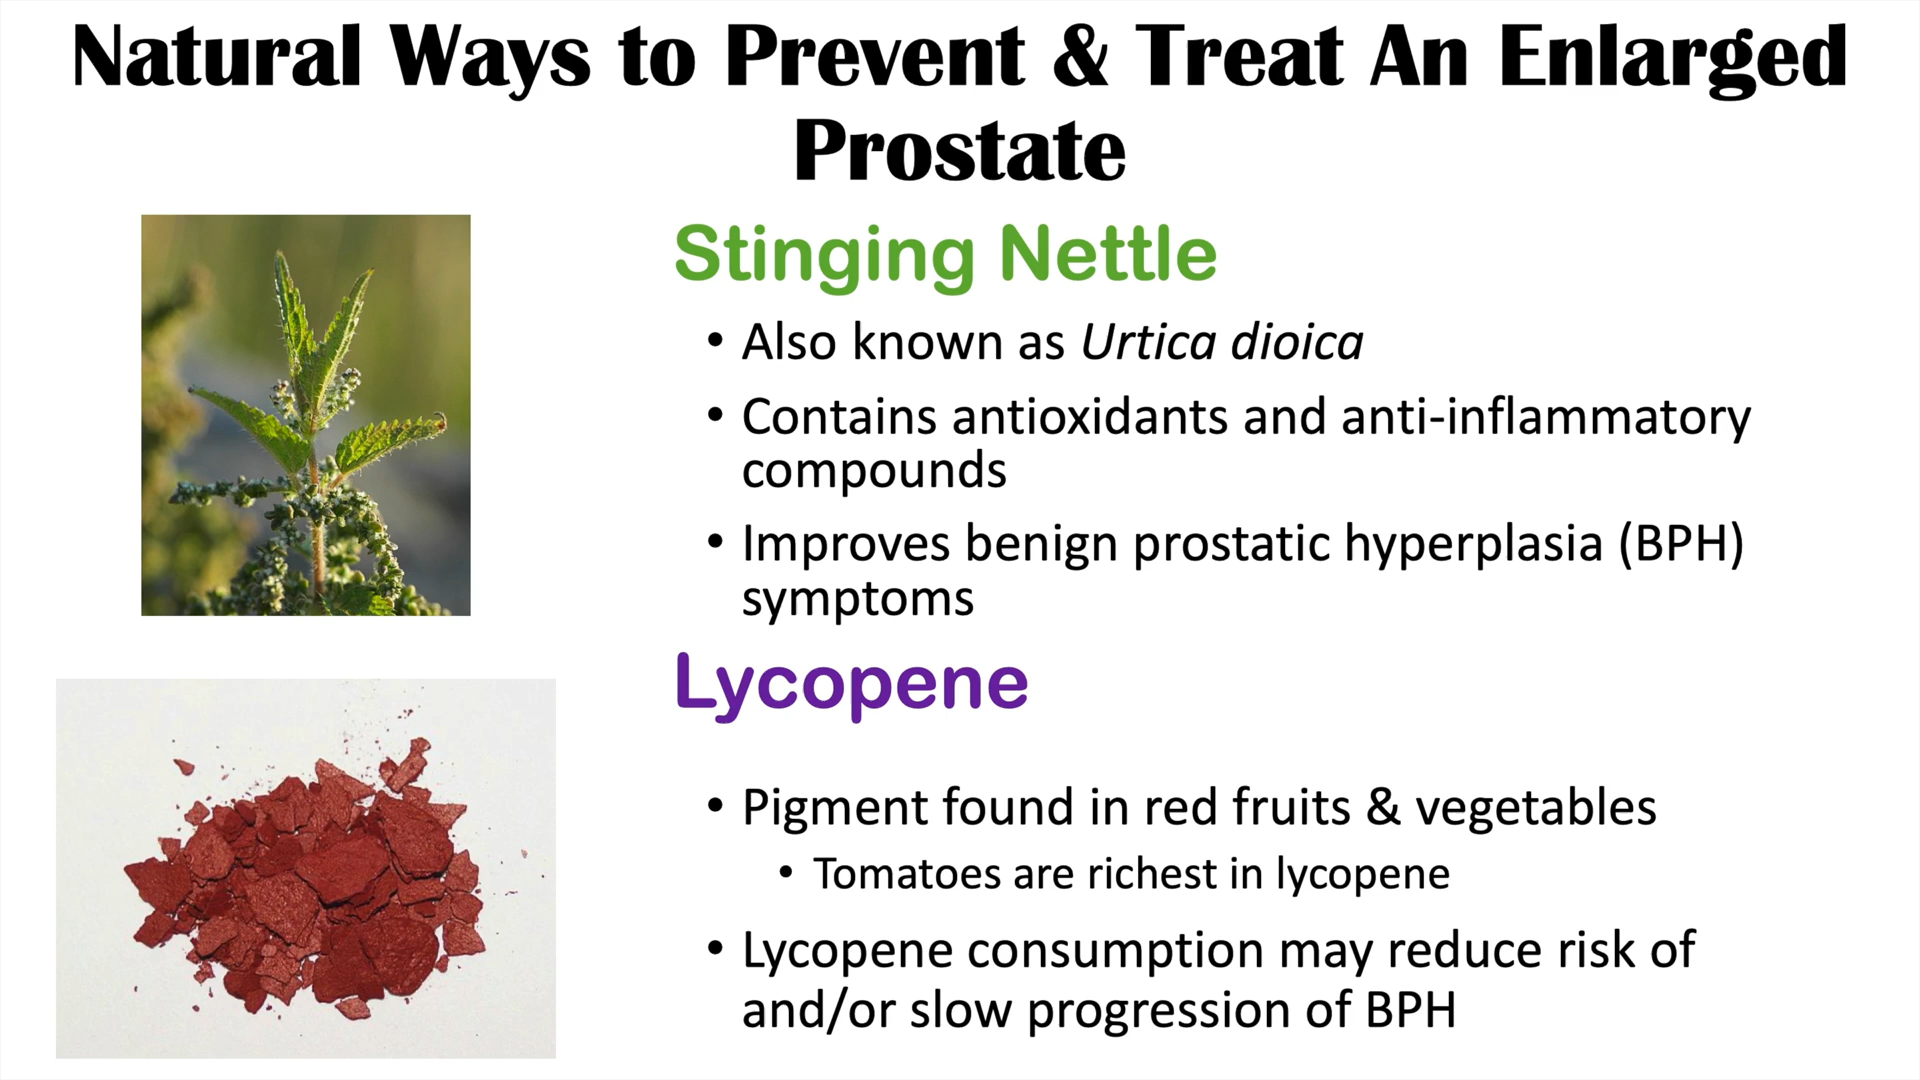 Natural Ways to Prevent & Treat An Enlarged
Prostate
Stinging Nettle
• Also known as Urtica dioica
• Contains antioxidants and anti-inflammatory
compounds
• Improves benign prostatic hyperplasia (BPH)
symptoms
Lycopene
• Pigment found in red fruits & vegetables
• Tomatoes are richest in lycopene
• Lycopene consumption may reduce risk of
and/or slow progression of BPH